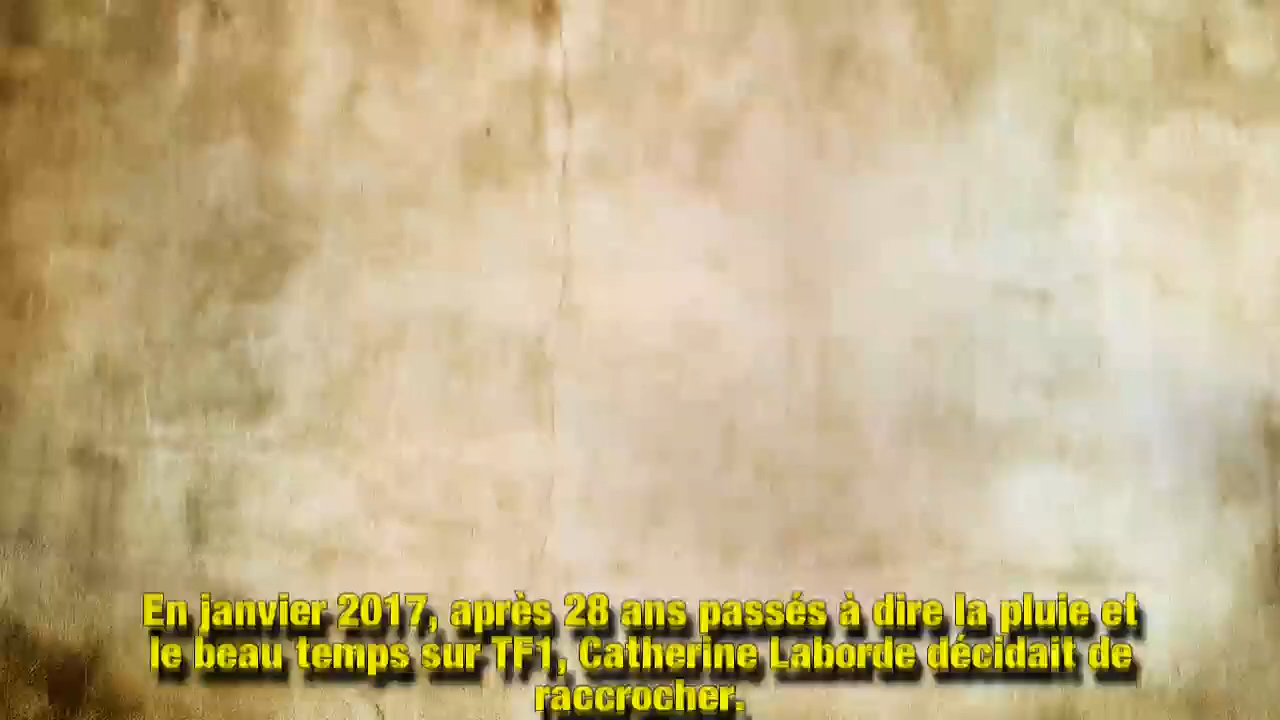 En janvier 2017, après 28 ans passés à dire la pluie et
le beau temps sur TF1, Catherine Laborde décidait de
raccrocher.